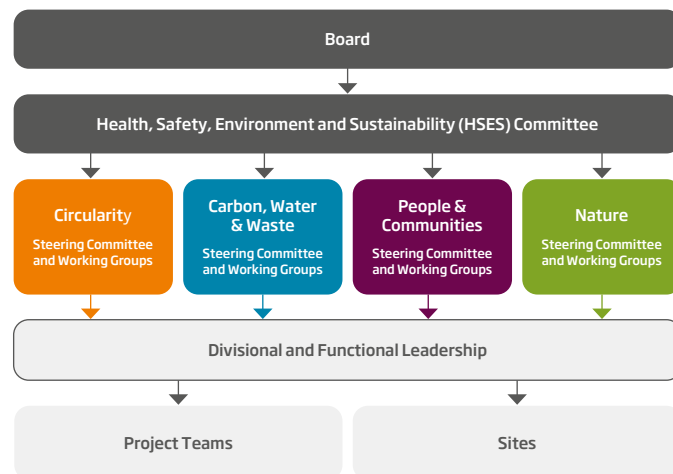 Board
Health, Safety, Environment and Sustainability (HSES) Committee
Circularity
Steering Committee
and Working Groups
Carbon, Water
& Waste
Steering Committee
and Working Groups
People &
Communities
Steering Committee
and Working Groups
Nature
Steering Committee
and Working Groups
Divisional and Functional Leadership
Project Teams
Sites